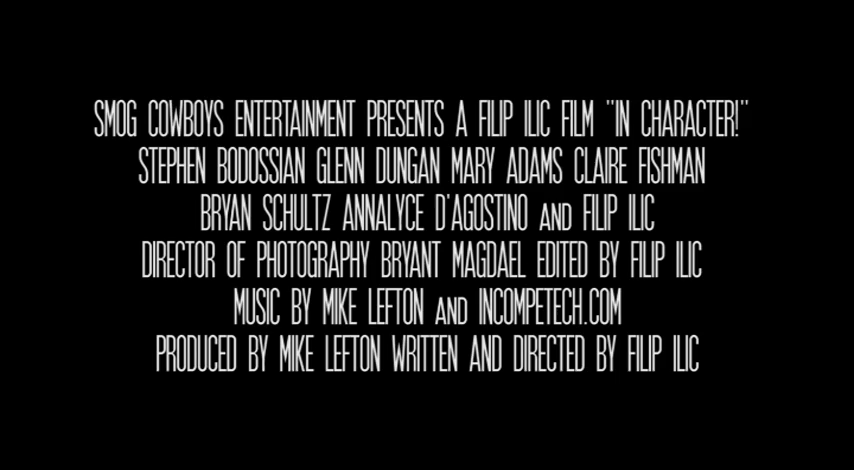 SMOG COWBOYS ENTERTAINMENT PRESENTS A FILIP ILIC FILM "IN CHARACTER!"
STEPHEN BODOSSIAN GLENN DUNGAN MARY ADAMS CLAIRE FISHMAN
BRYAN SCHULTZ ANNALYCE D'AGOSTINO AND FILIP ILIC
DIRECTOR OF PHOTOGRAPHY BRYANT MAGDAEL EDITED BY FILIP ILIC
MUSIC BY MIKE LEFTON AND INCOMPETECH.COM
PRODUCED BY MIKE LEFTON WRITTEN AND DIRECTED BY FILIP ILIC